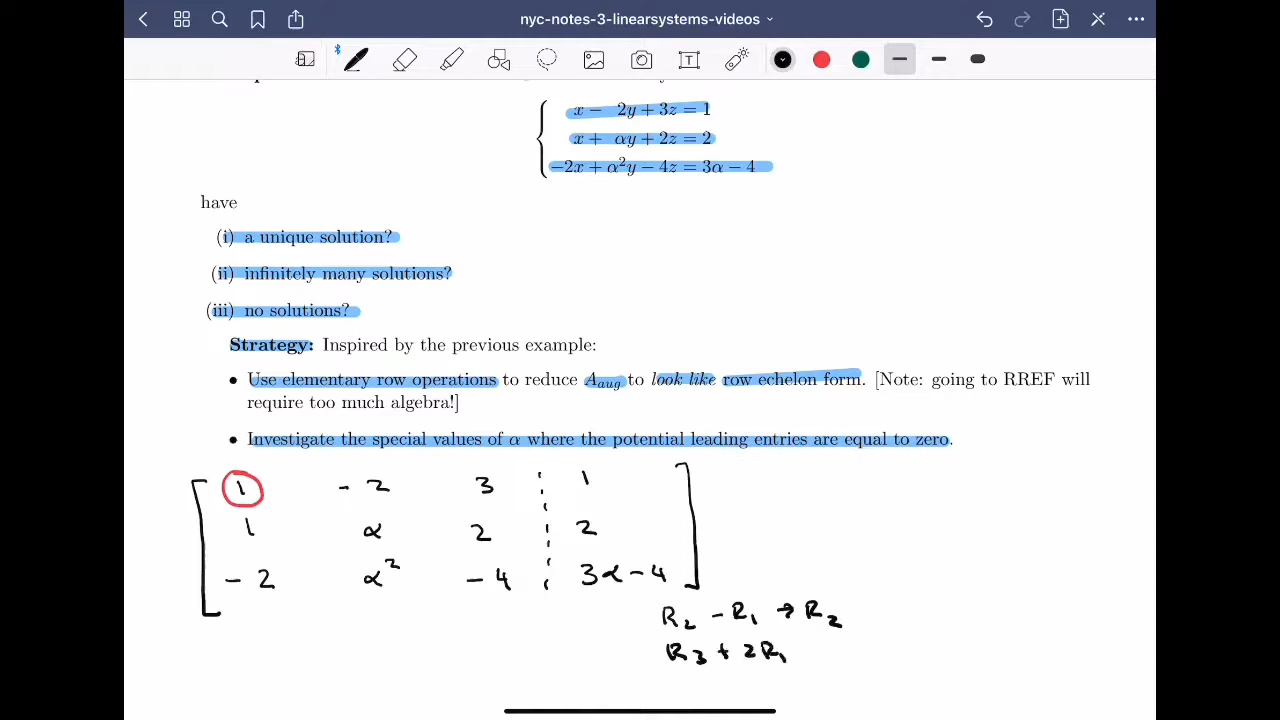 nyc-notes-3-linearsystems-videos
x − 2y + 3z = 1
x + αy + 2z = 2
−2x + α²y − 4z = 3α − 4
have
(i) a unique solution?
(ii) infinitely many solutions?
(iii) no solutions?
Strategy: Inspired by the previous example:
• Use elementary row operations to reduce A_aug to look like row echelon form. [Note: going to RREF will
require too much algebra!]
• Investigate the special values of α where the potential leading entries are equal to zero.
1 - 2 3 1
1 α 2 2
- 2 α² - 4 3α - 4
R₂ - R₁ → R₂
R₃ + 2R₁